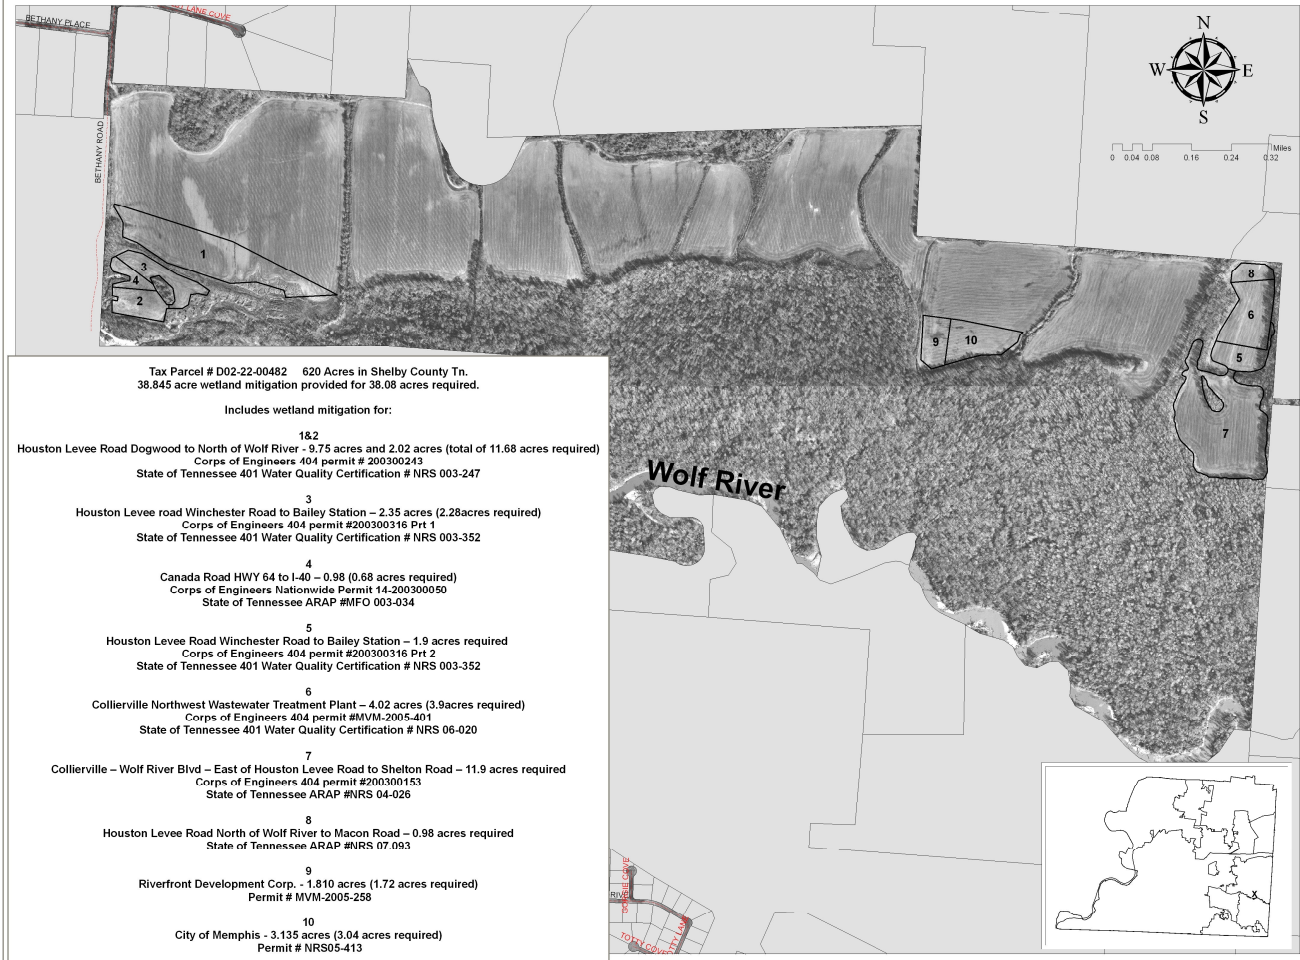 BETHANY PLACE
LANE COVE
BETHANY ROAD
N
W
E
S
Miles
0 0.04 0.08 0.16 0.24 0.32
1
3
4
2
8
6
5
9
10
7
Wolf River
Tax Parcel # D02-22-00482 620 Acres in Shelby County Tn.
38.845 acre wetland mitigation provided for 38.08 acres required.
Includes wetland mitigation for:
1&2
Houston Levee Road Dogwood to North of Wolf River - 9.75 acres and 2.02 acres (total of 11.68 acres required)
Corps of Engineers 404 permit # 200300243
State of Tennessee 401 Water Quality Certification # NRS 003-247
3
Houston Levee road Winchester Road to Bailey Station – 2.35 acres (2.28acres required)
Corps of Engineers 404 permit #200300316 Prt 1
State of Tennessee 401 Water Quality Certification # NRS 003-352
4
Canada Road HWY 64 to I-40 – 0.98 (0.68 acres required)
Corps of Engineers Nationwide Permit 14-200300050
State of Tennessee ARAP #MFO 003-034
5
Houston Levee Road Winchester Road to Bailey Station – 1.9 acres required
Corps of Engineers 404 permit #200300316 Prt 2
State of Tennessee 401 Water Quality Certification # NRS 003-352
6
Collierville Northwest Wastewater Treatment Plant – 4.02 acres (3.9acres required)
Corps of Engineers 404 permit #MVM-2005-401
State of Tennessee 401 Water Quality Certification # NRS 06-020
7
Collierville – Wolf River Blvd – East of Houston Levee Road to Shelton Road – 11.9 acres required
Corps of Engineers 404 permit #200300153
State of Tennessee ARAP #NRS 04-026
8
Houston Levee Road North of Wolf River to Macon Road – 0.98 acres required
State of Tennessee ARAP #NRS 07.093
9
Riverfront Development Corp. - 1.810 acres (1.72 acres required)
Permit # MVM-2005-258
10
City of Memphis - 3.135 acres (3.04 acres required)
Permit # NRS05-413
TOTTY COVE
TOTTY LANE
X